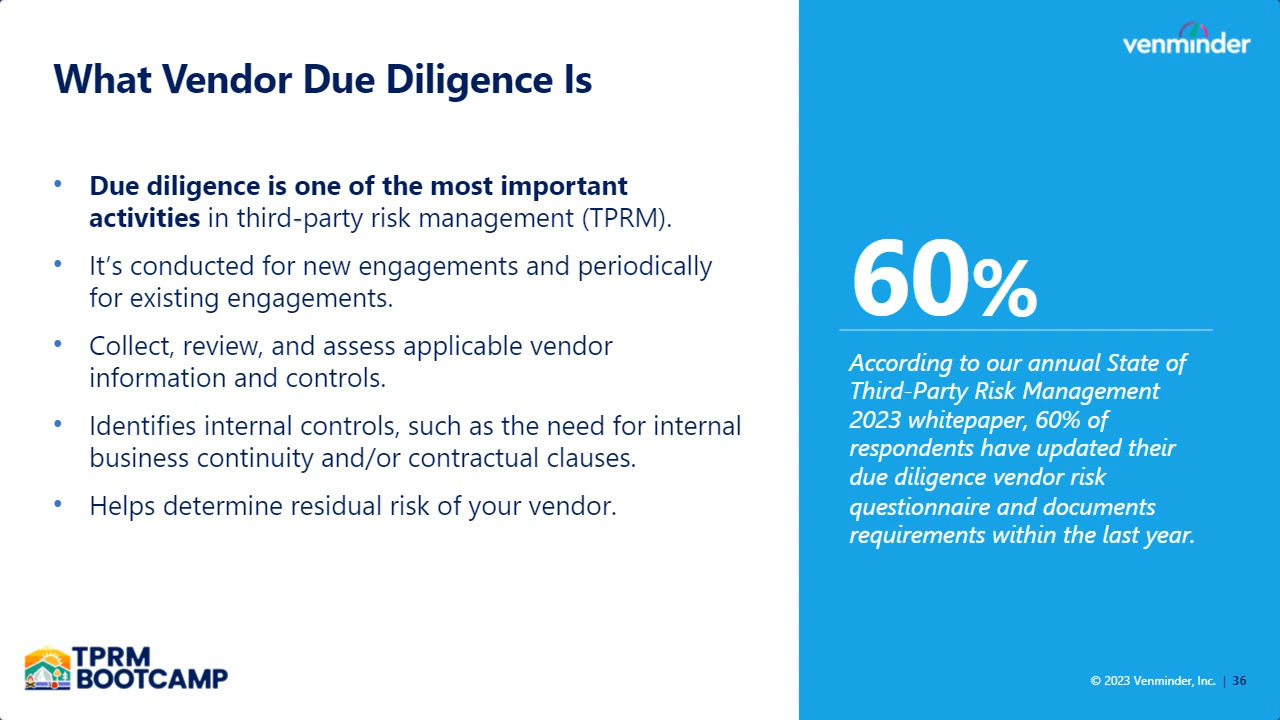 venminder
What Vendor Due Diligence Is
• Due diligence is one of the most important
activities in third-party risk management (TPRM).
• It’s conducted for new engagements and periodically
for existing engagements.
• Collect, review, and assess applicable vendor
information and controls.
• Identifies internal controls, such as the need for internal
business continuity and/or contractual clauses.
• Helps determine residual risk of your vendor.
60%
According to our annual State of
Third-Party Risk Management
2023 whitepaper, 60% of
respondents have updated their
due diligence vendor risk
questionnaire and documents
requirements within the last year.
TPRM
BOOTCAMP
© 2023 Venminder, Inc. | 36